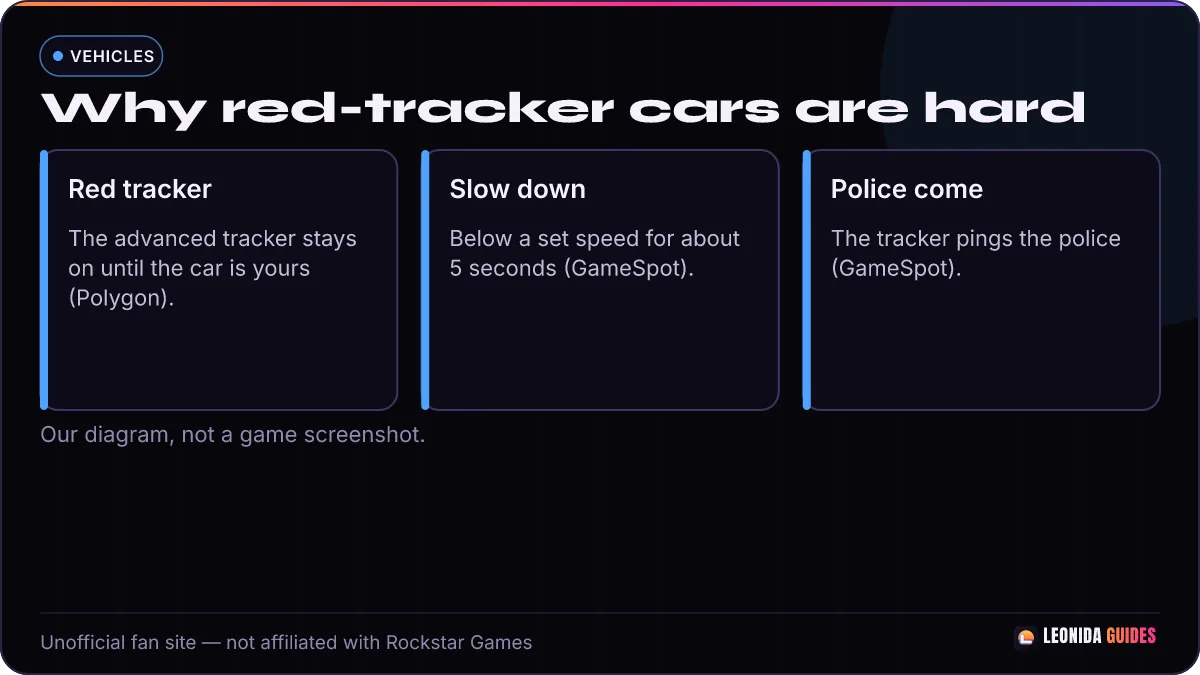 VEHICLES
Why red-tracker cars are hard
Red tracker
The advanced tracker stays
on until the car is yours
(Polygon).
Slow down
Below a set speed for about
5 seconds (GameSpot).
Police come
The tracker pings the police
(GameSpot).
Our diagram, not a game screenshot.
Unofficial fan site — not affiliated with Rockstar Games
LEONIDA GUIDES